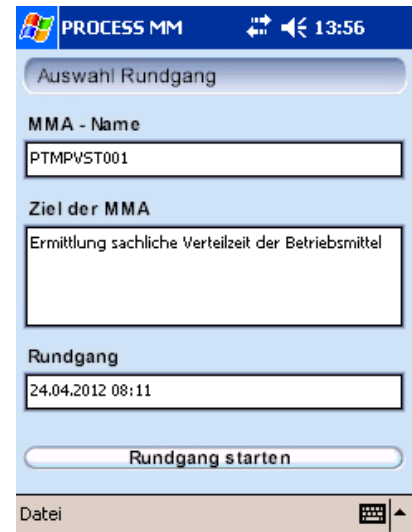 PROCESS MM 13:56
Auswahl Rundgang
MMA - Name
PTMPVST001
Ziel der MMA
Ermittlung sachliche Verteilzeit der Betriebsmittel
Rundgang
24.04.2012 08:11
Rundgang starten
Datei